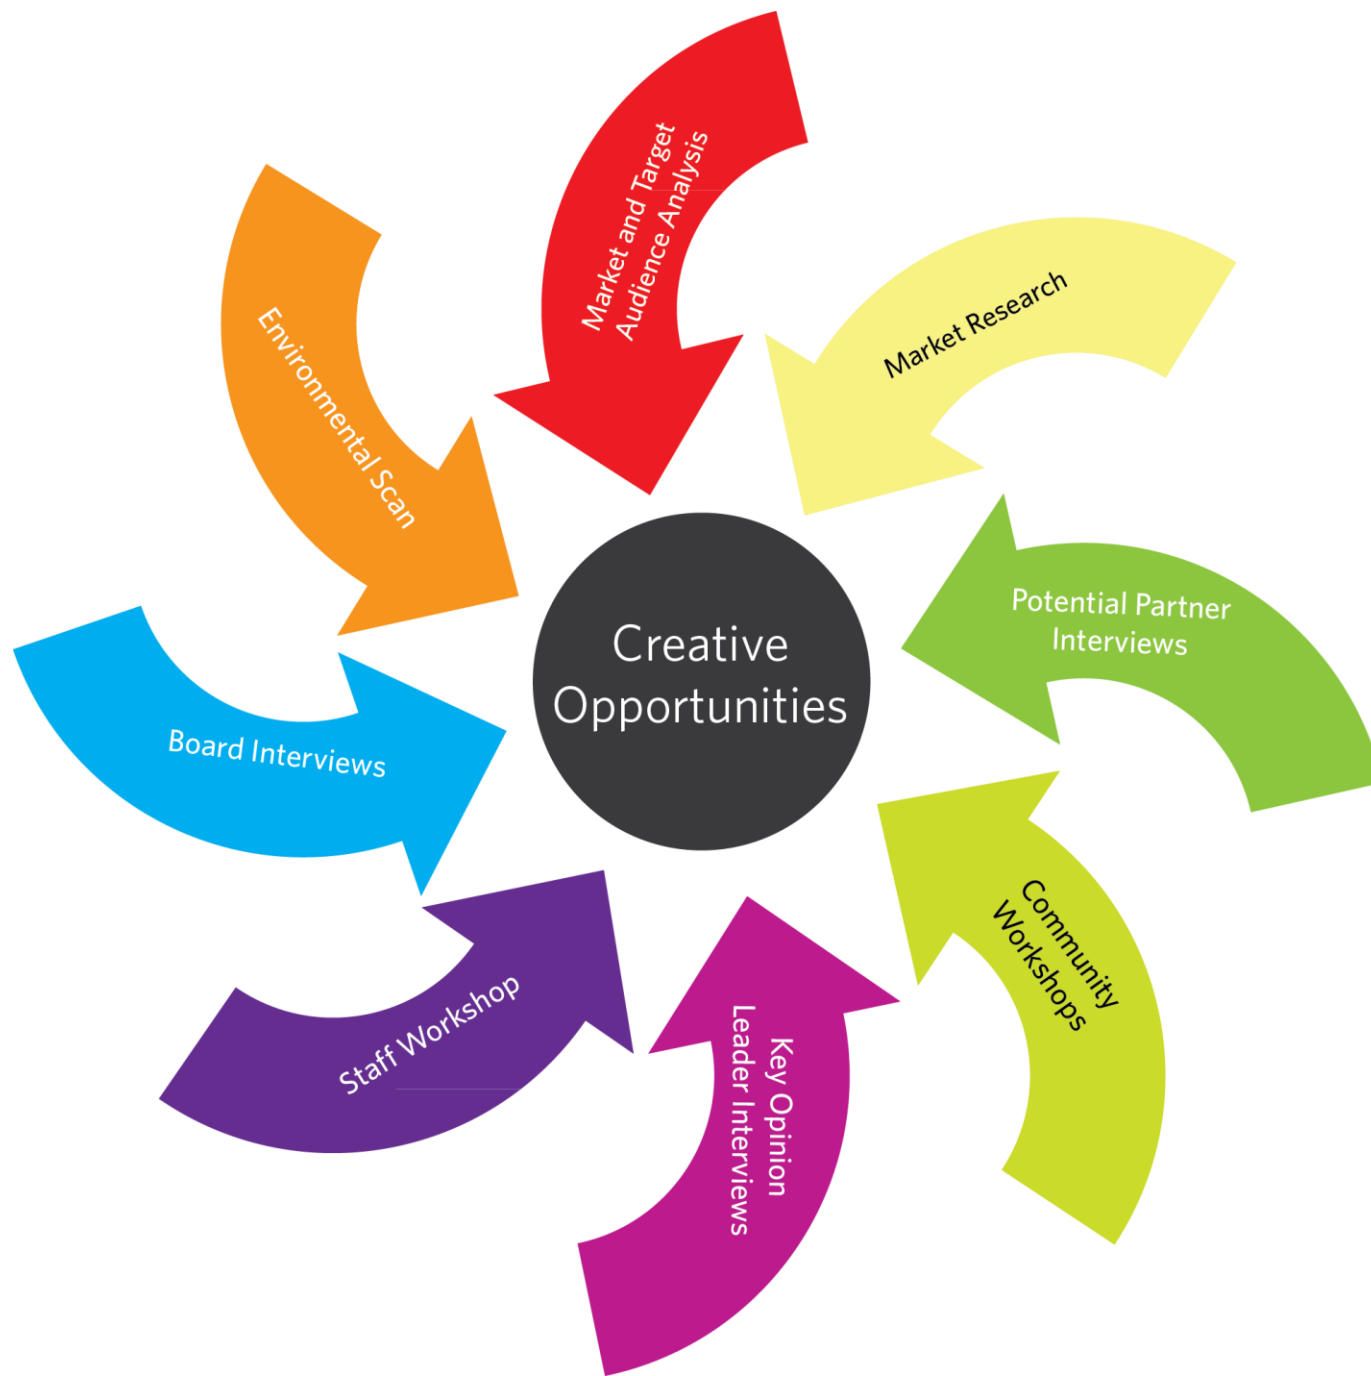 Market and Target
Audience Analysis
Market Research
Potential Partner
Interviews
Community
Workshops
Key Opinion
Leader Interviews
Staff Workshop
Board Interviews
Environmental Scan
Creative
Opportunities